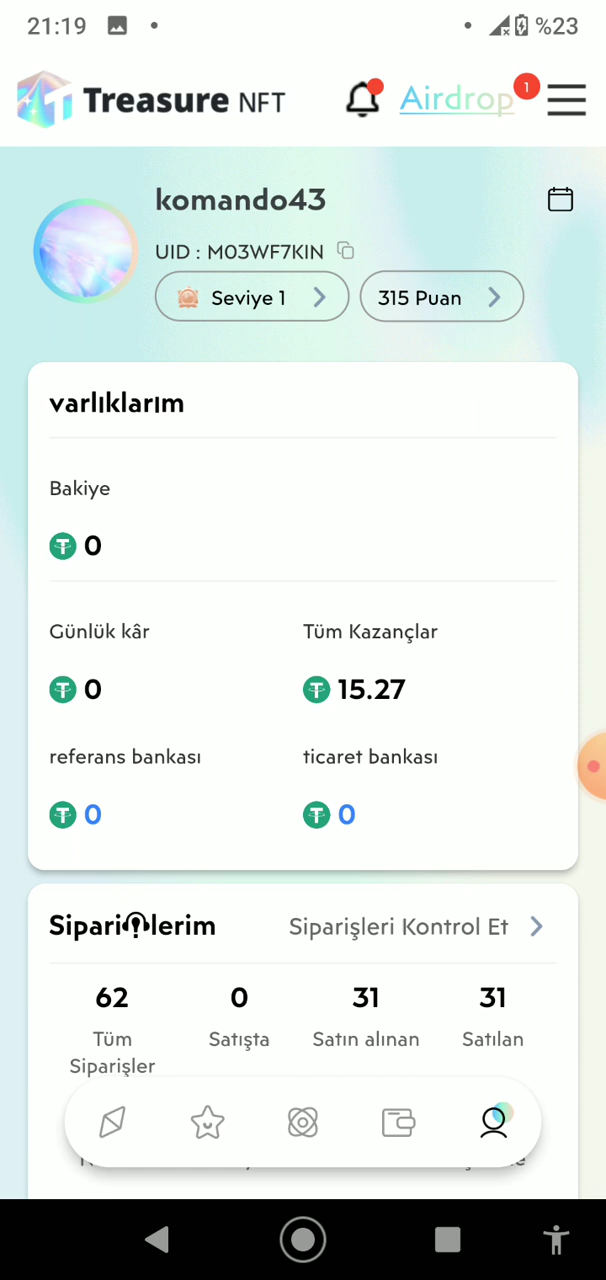 21:19 %23
Treasure NFT Airdrop 1
komando43
UID : M03WF7KIN
Seviye 1 315 Puan
varlıklarım
Bakiye
0
Günlük kâr Tüm Kazançlar
0 15.27
referans bankası ticaret bankası
0 0
Siparişlerim Siparişleri Kontrol Et
62 0 31 31
Tüm Satışta Satın alınan Satılan
Siparişler